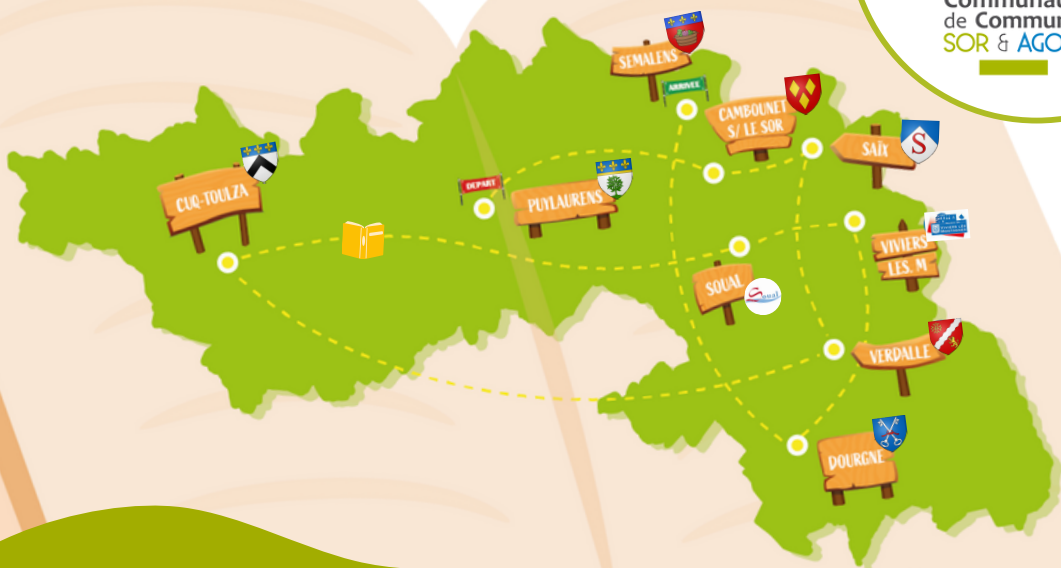 Communau
de Commun
SOR & AGO
SEMALENS
ARRIVÉE
CAMBOUNET
S/ LE SOR
SAÏX
S
CUQ-TOULZA
DÉPART
PUYLAURENS
VIVIERS
LES. M
SOUAL
Soual
VERDALLE
DOURGNE